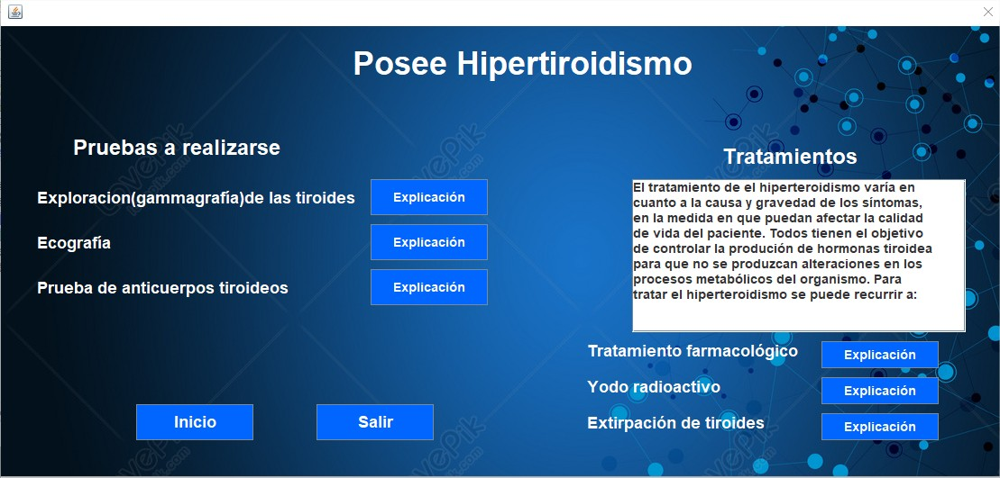 Posee Hipertiroidismo
Pruebas a realizarse
Exploracion(gammagrafía)de las tiroides
Explicación
Ecografía
Explicación
Prueba de anticuerpos tiroideos
Explicación
Inicio
Salir
Tratamientos
El tratamiento de el hiperteroidismo varía en
cuanto a la causa y gravedad de los síntomas,
en la medida en que puedan afectar la calidad
de vida del paciente. Todos tienen el objetivo
de controlar la produción de hormonas tiroidea
para que no se produzcan alteraciones en los
procesos metabólicos del organismo. Para
tratar el hiperteroidismo se puede recurrir a:
Tratamiento farmacológico
Explicación
Yodo radioactivo
Explicación
Extirpación de tiroides
Explicación